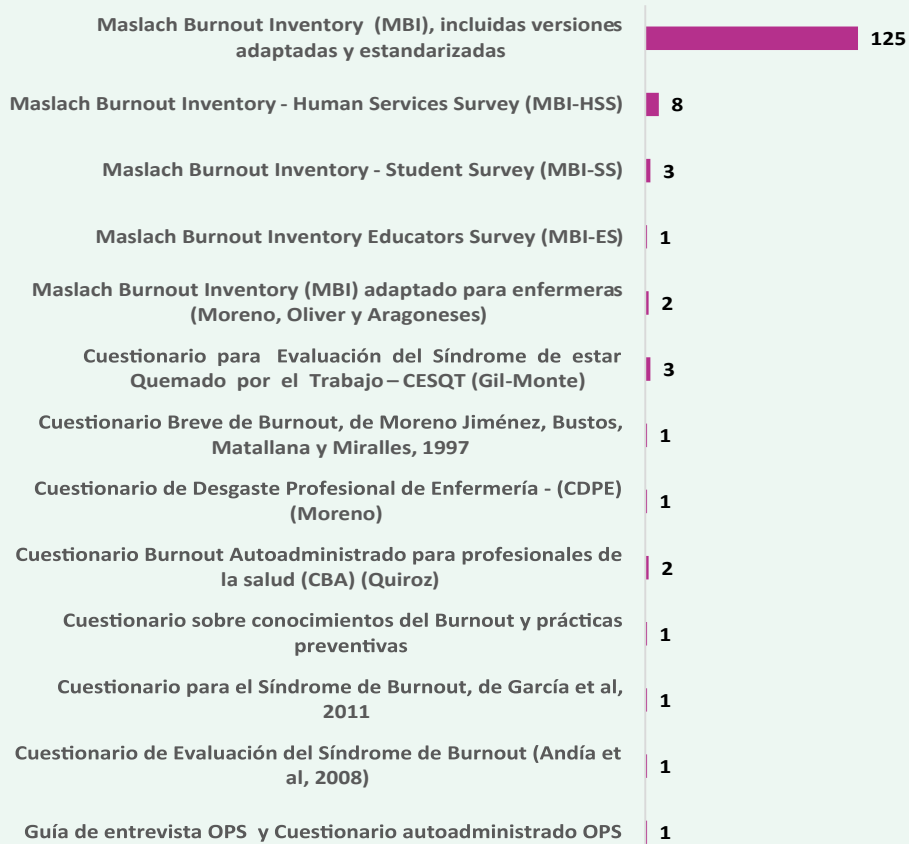 Maslach Burnout Inventory (MBI), incluidas versiones
adaptadas y estandarizadas
125
Maslach Burnout Inventory - Human Services Survey (MBI-HSS)
8
Maslach Burnout Inventory - Student Survey (MBI-SS)
3
Maslach Burnout Inventory Educators Survey (MBI-ES)
1
Maslach Burnout Inventory (MBI) adaptado para enfermeras
(Moreno, Oliver y Aragoneses)
2
Cuestionario para Evaluación del Síndrome de estar
Quemado por el Trabajo – CESQT (Gil-Monte)
3
Cuestionario Breve de Burnout, de Moreno Jiménez, Bustos,
Matallana y Miralles, 1997
1
Cuestionario de Desgaste Profesional de Enfermería - (CDPE)
(Moreno)
1
Cuestionario Burnout Autoadministrado para profesionales de
la salud (CBA) (Quiroz)
2
Cuestionario sobre conocimientos del Burnout y prácticas
preventivas
1
Cuestionario para el Síndrome de Burnout, de García et al,
2011
1
Cuestionario de Evaluación del Síndrome de Burnout (Andía et
al, 2008)
1
Guía de entrevista OPS y Cuestionario autoadministrado OPS
1